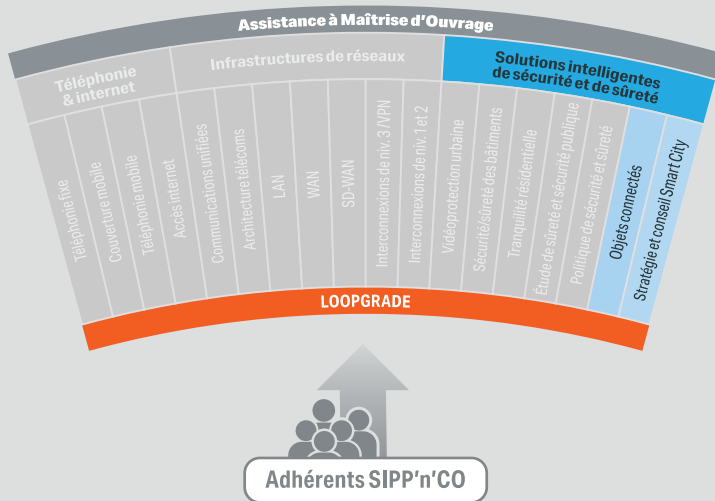 Assistance à Maîtrise d'Ouvrage
Téléphonie
& internet
Infrastructures de réseaux
Solutions intelligentes
de sécurité et de sûreté
Téléphonie fixe
Couverture mobile
Téléphonie mobile
Accès internet
Communications unifiées
Architecture télécoms
LAN
WAN
SD-WAN
Interconnexions de niv. 3 /VPN
Interconnexions de niv. 1 et 2
Vidéoprotection urbaine
Sécurité/sûreté des bâtiments
Tranquilité résidentielle
Étude de sûreté et sécurité publique
Politique de sécurité et sûreté
Objets connectés
Stratégie et conseil Smart City
LOOPGRADE
Adhérents SIPP'n'CO